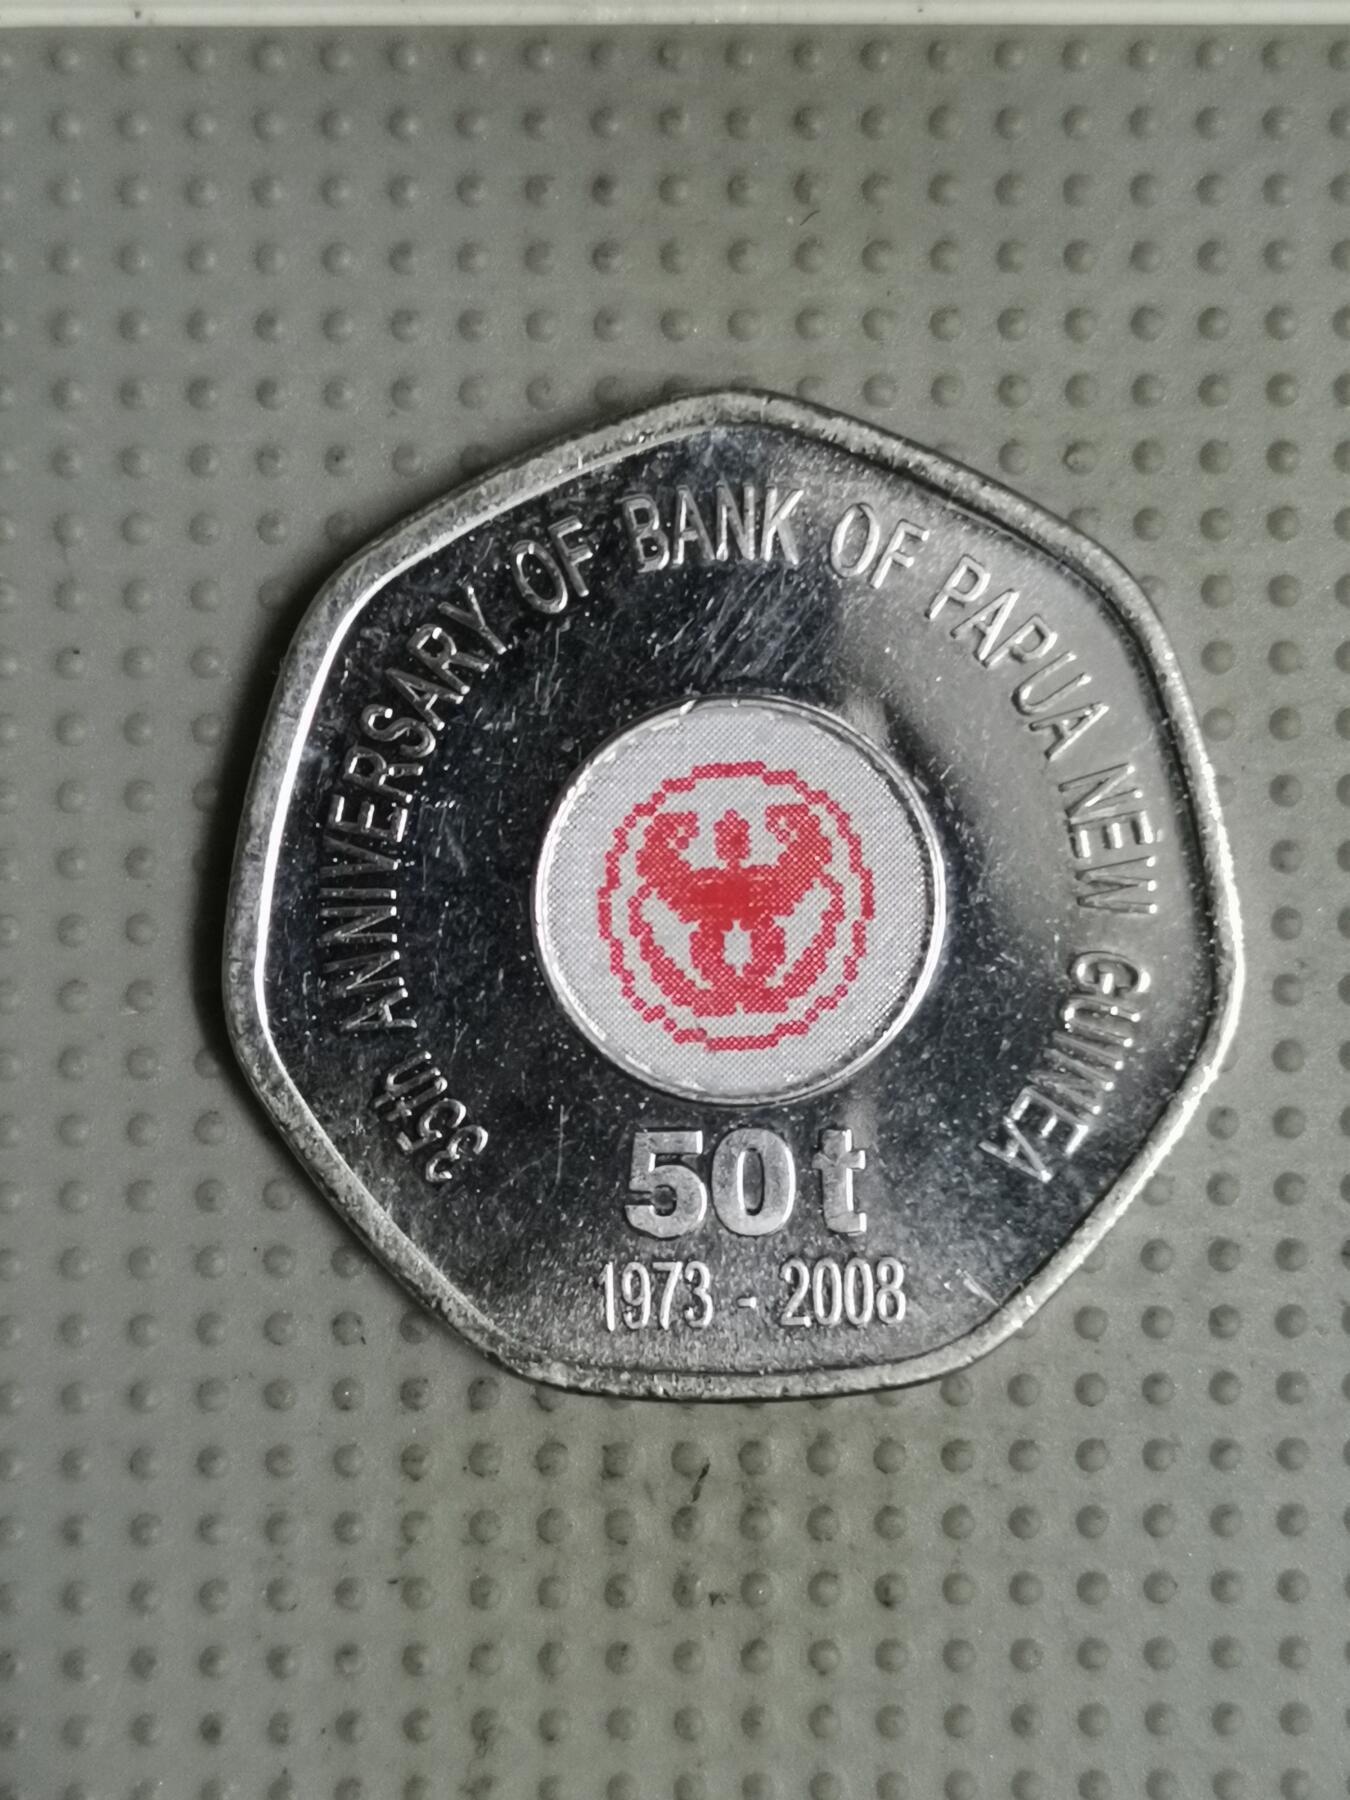 35th ANNIVERSARY OF BANK OF PAPUA NEW GUINEA
50t
1973 - 2008